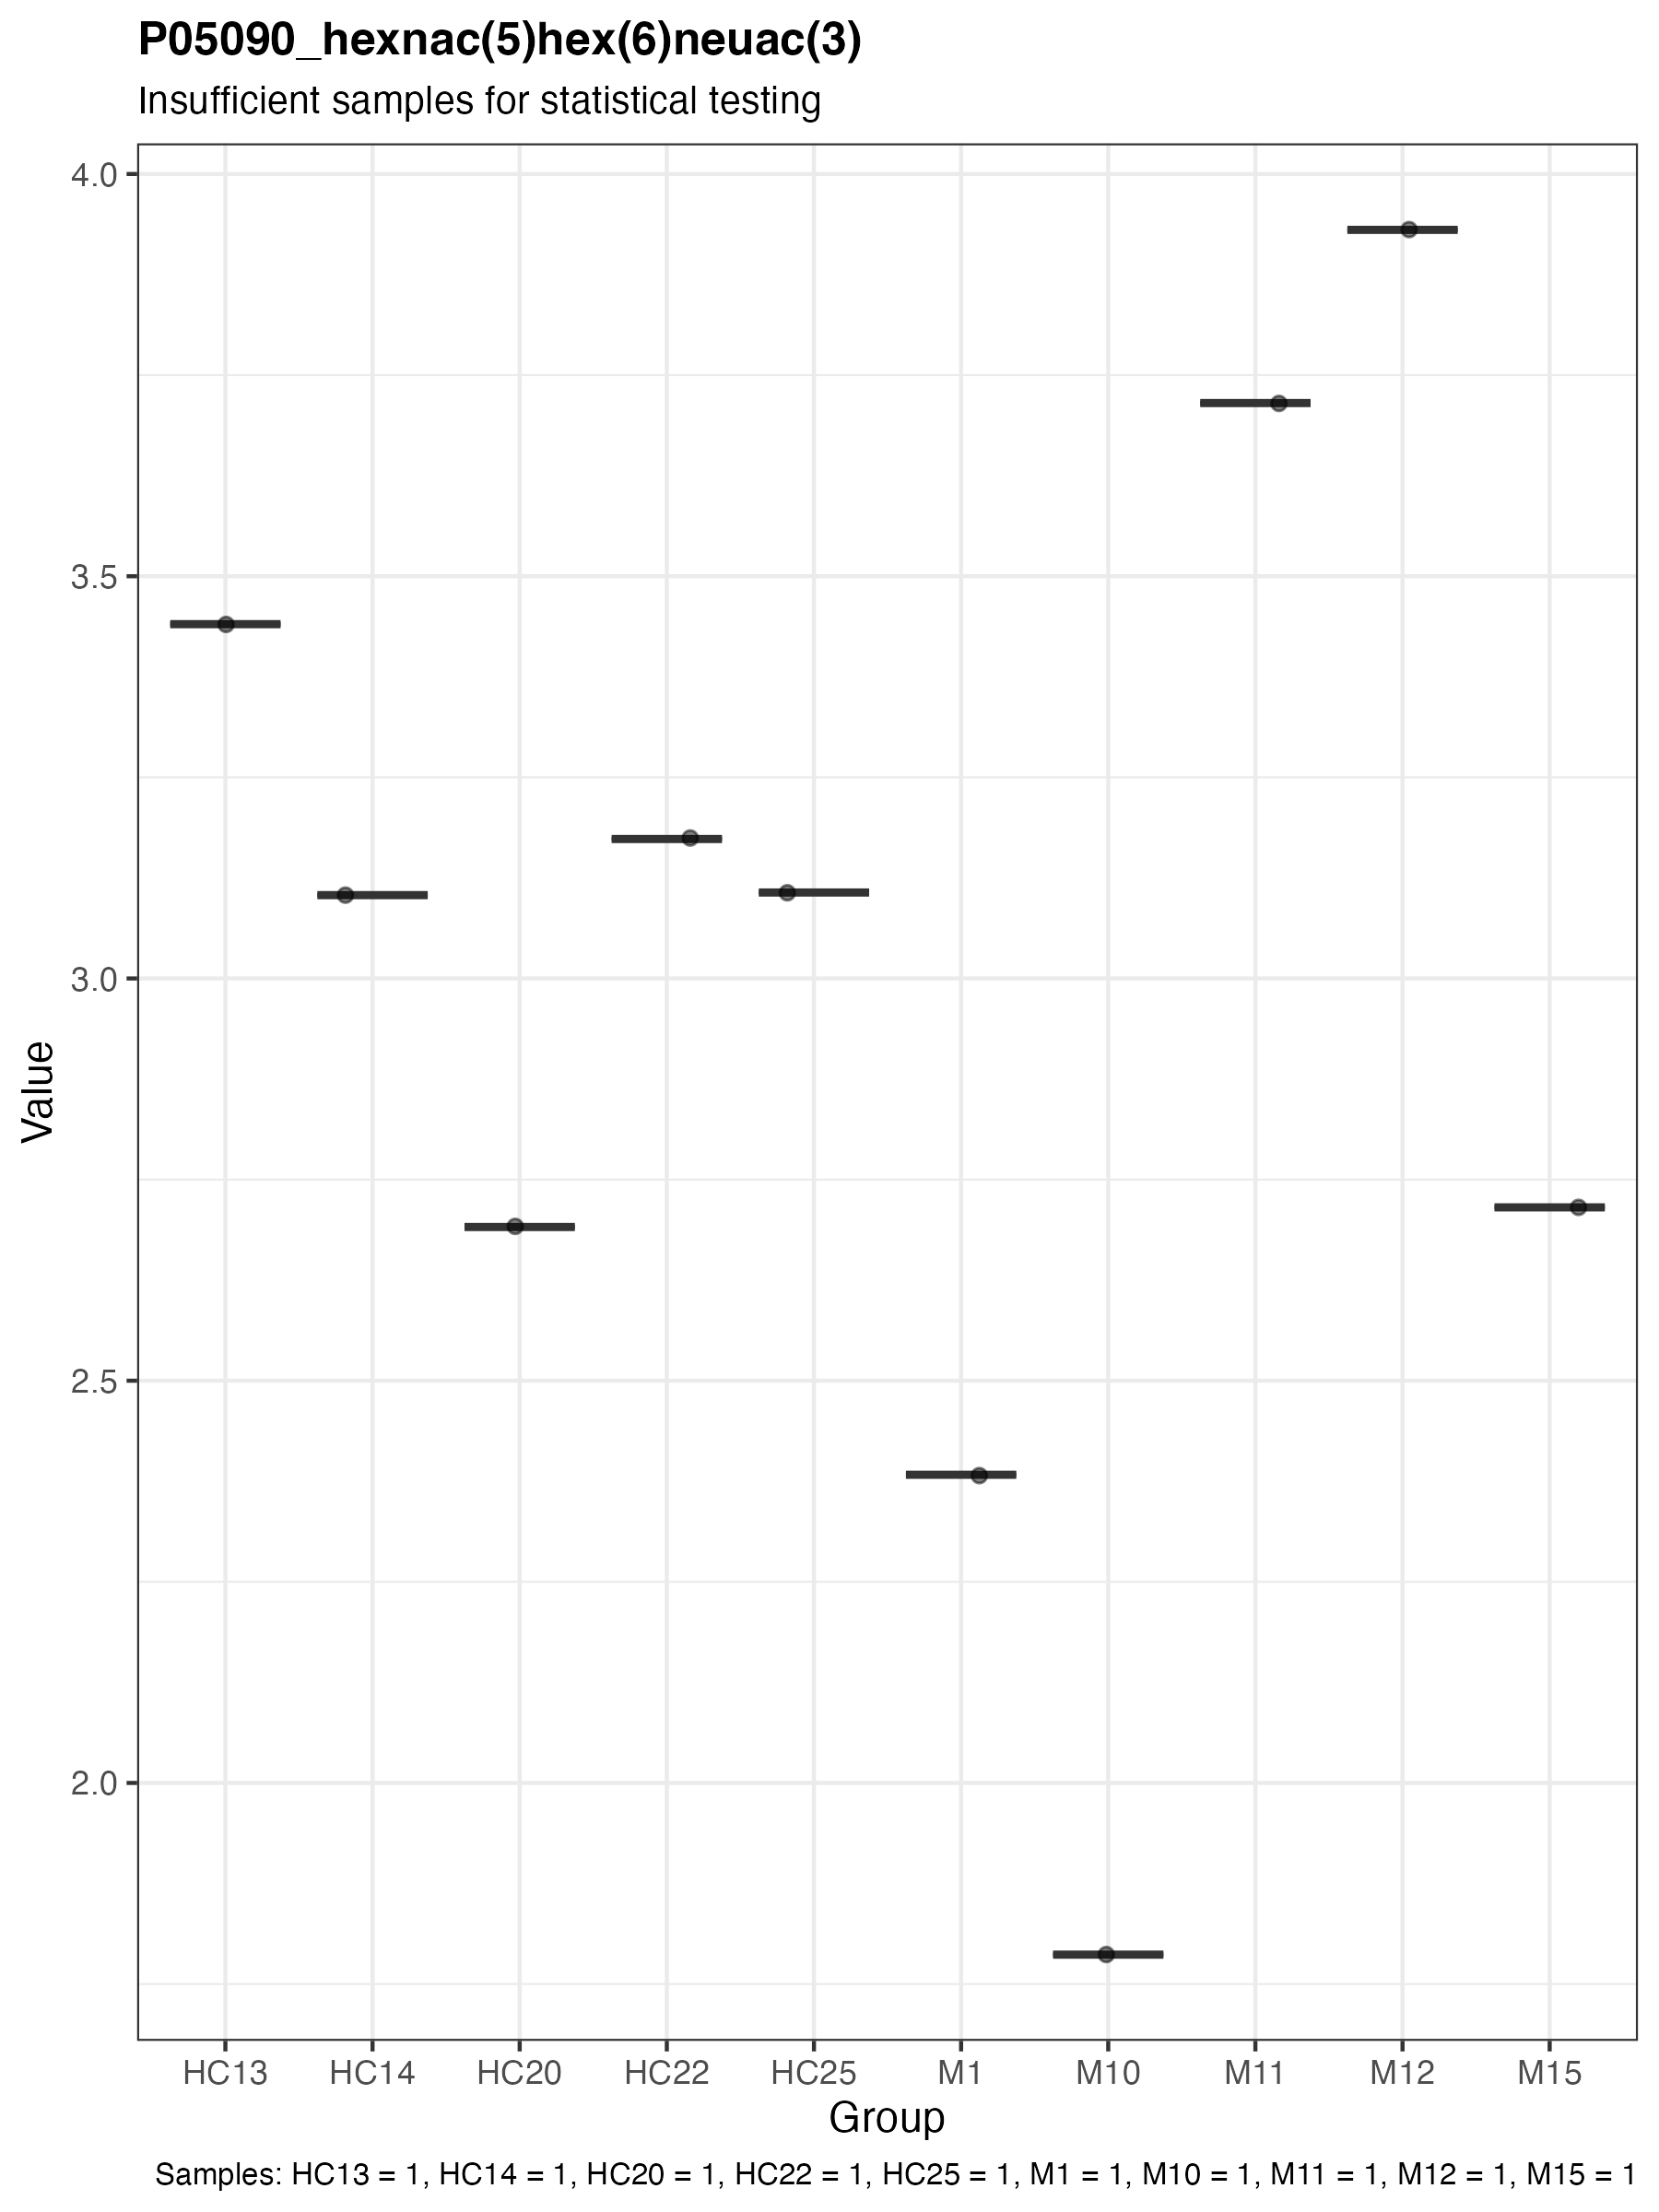 P05090_hexnac(5)hex(6)neuac(3)
Insufficient samples for statistical testing
4.0
3.5
3.0
2.5
2.0
Value
HC13 HC14 HC20 HC22 HC25 M1 M10 M11 M12 M15
Group
Samples: HC13 = 1, HC14 = 1, HC20 = 1, HC22 = 1, HC25 = 1, M1 = 1, M10 = 1, M11 = 1, M12 = 1, M15 = 1